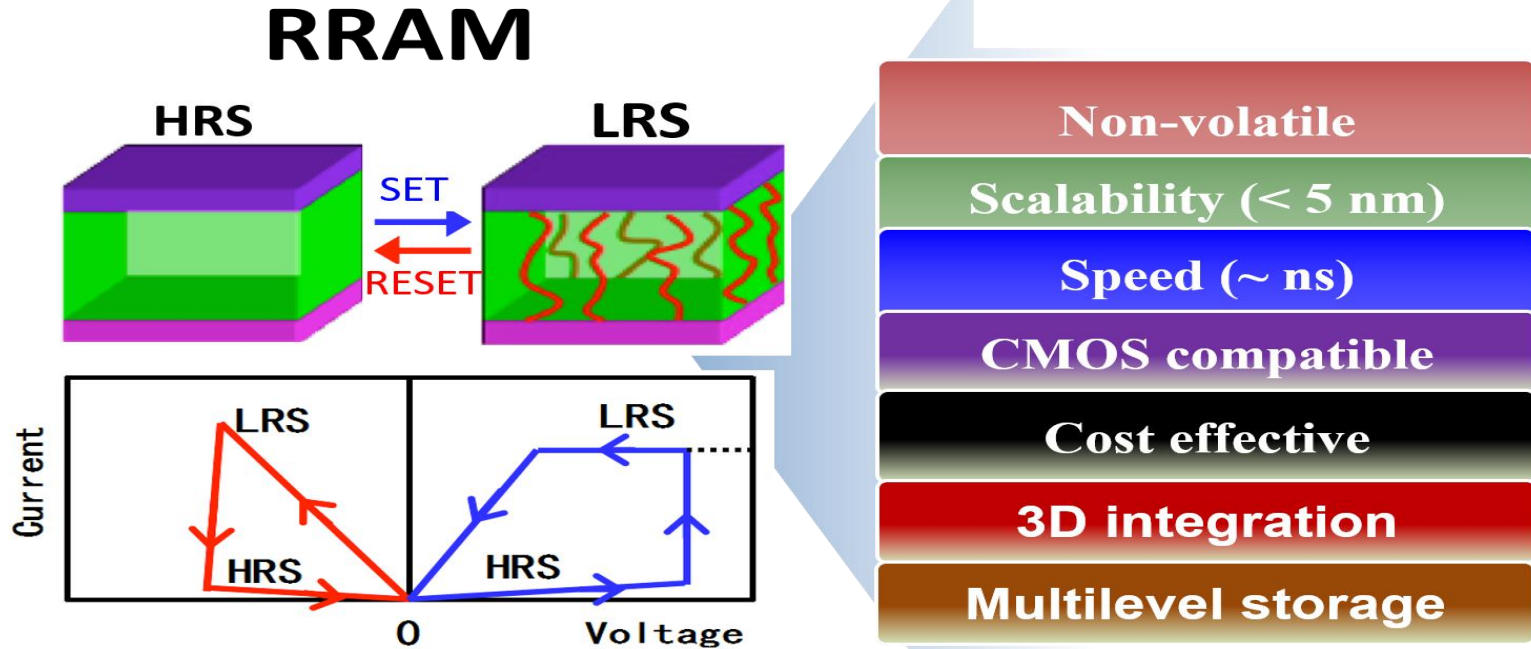 RRAM
HRS
LRS
SET
RESET
LRS
LRS
HRS
HRS
Current
0
Voltage
Non-volatile
Scalability (< 5 nm)
Speed (~ ns)
CMOS compatible
Cost effective
3D integration
Multilevel storage